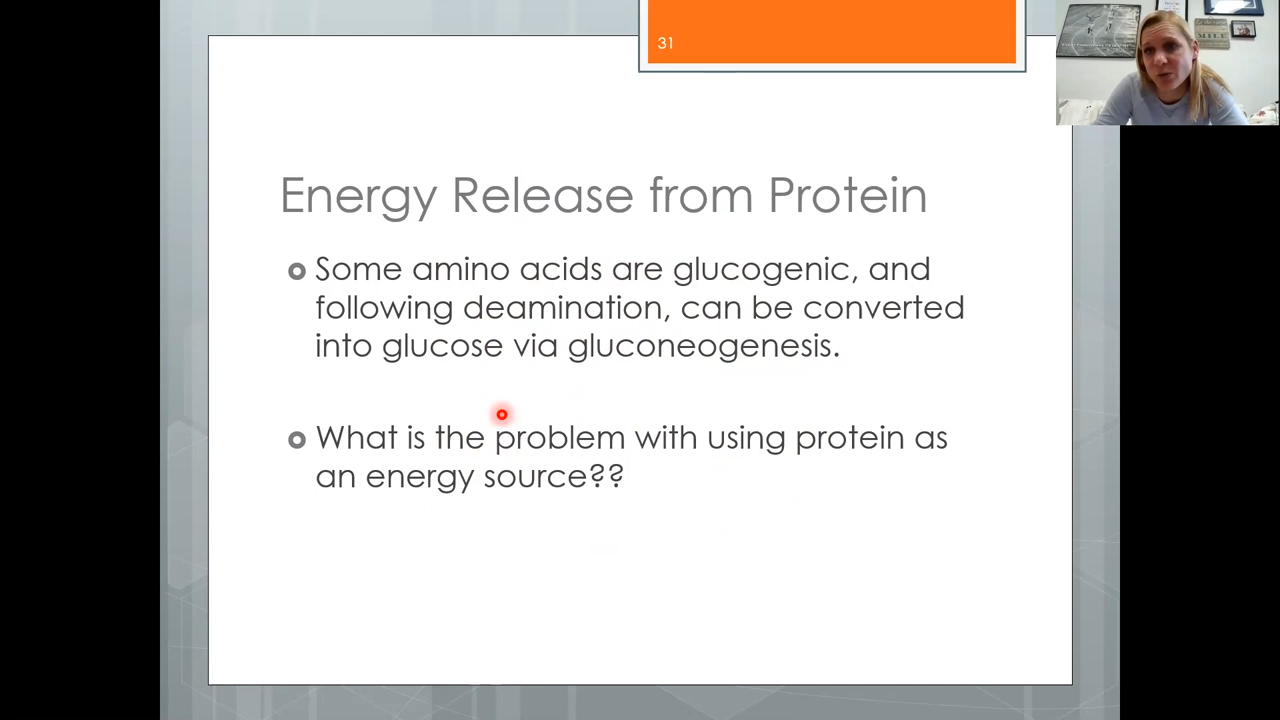 31
Energy Release from Protein
Some amino acids are glucogenic, and
following deamination, can be converted
into glucose via gluconeogenesis.
What is the problem with using protein as
an energy source??
MILE